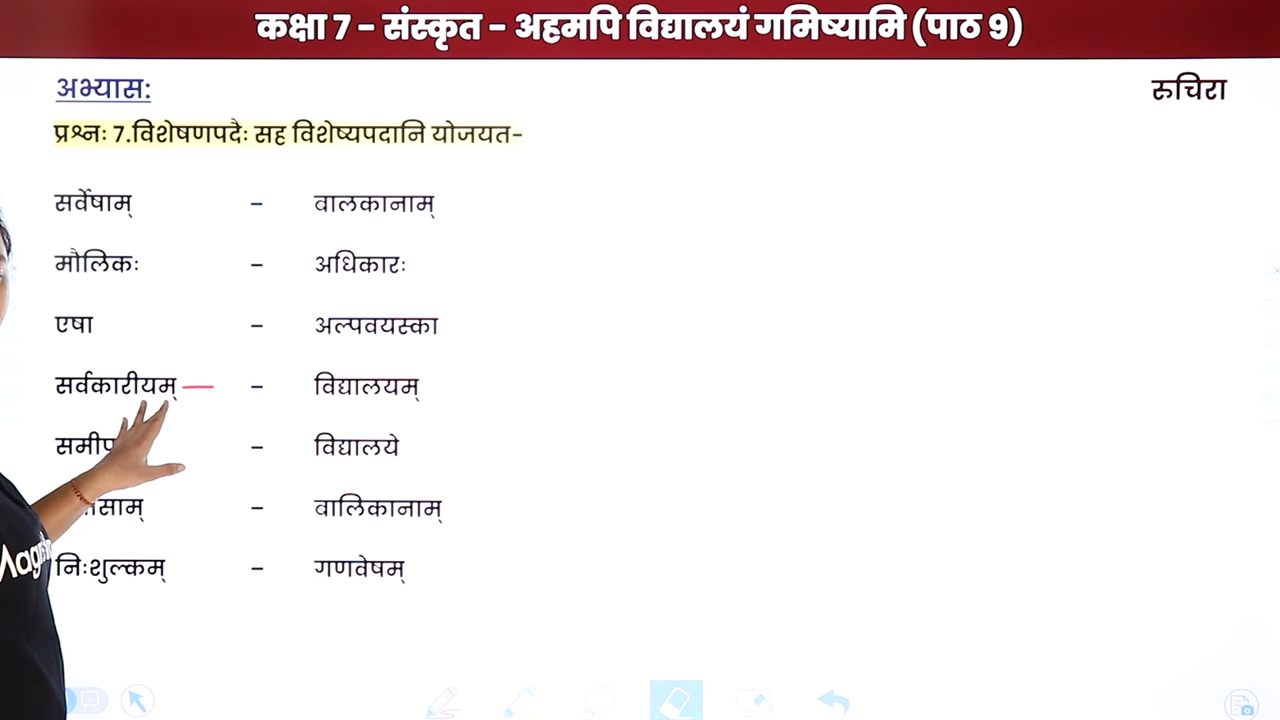 कक्षा 7 - संस्कृत - अहमपि विद्यालयं गमिष्यामि (पाठ 9)
अभ्यास: रुचिरा
प्रश्नः 7.विशेषणपदैः सह विशेष्यपदानि योजयत-
सर्वेषाम् - बालकानाम्
मौलिकः - अधिकारः
एषा - अल्पवयस्का
सर्वकारीयम् - विद्यालयम्
- विद्यालये
- बालिकानाम्
निःशुल्कम् - गणवेषम्